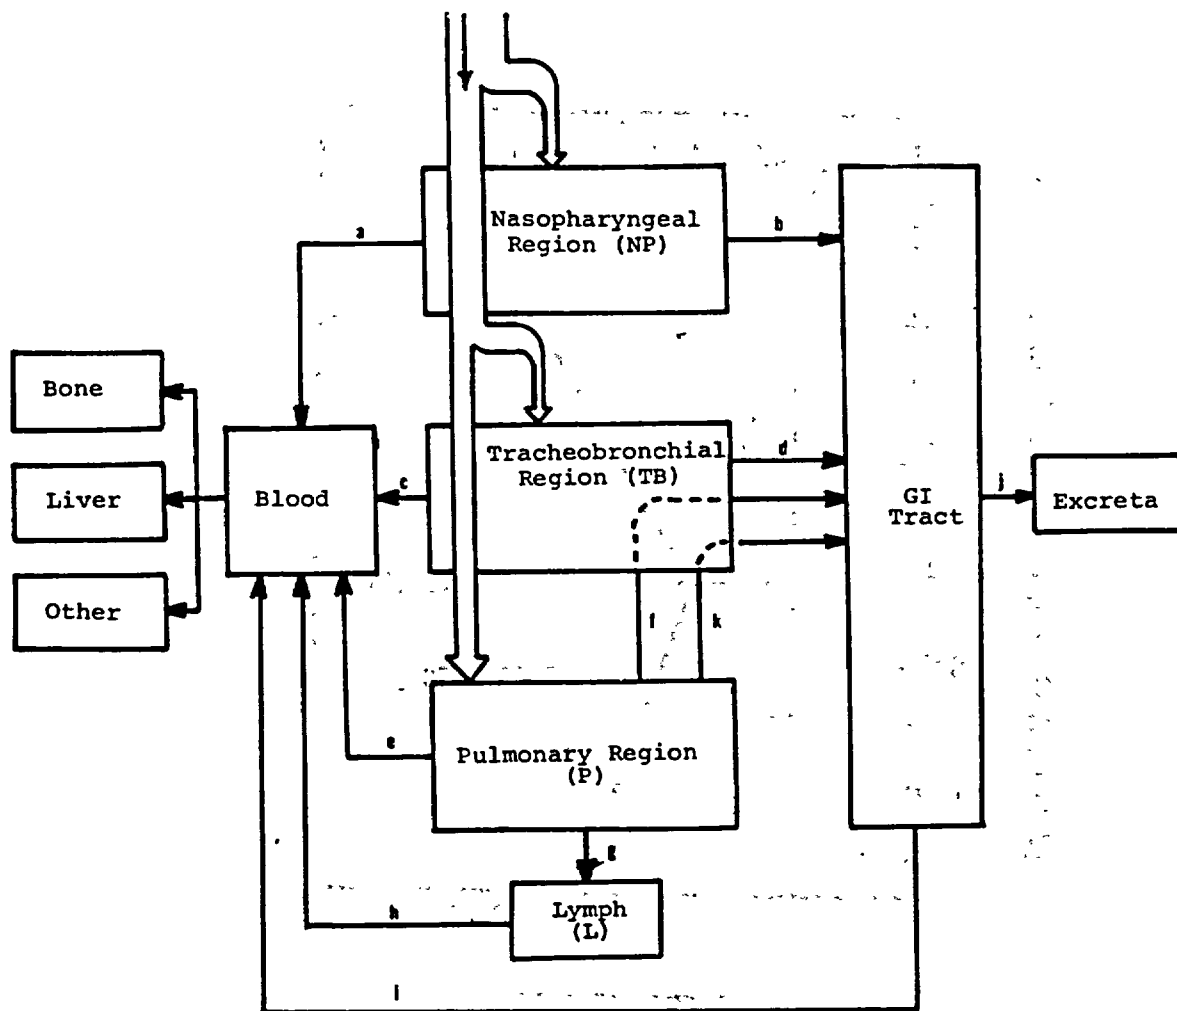 Nasopharyngeal
Region (NP)
a
b
Bone
Liver
Other
Blood
c
Tracheobronchial
Region (TB)
d
GI
Tract
j
Excreta
f
k
e
Pulmonary Region
(P)
g
Lymph
(L)
h
i